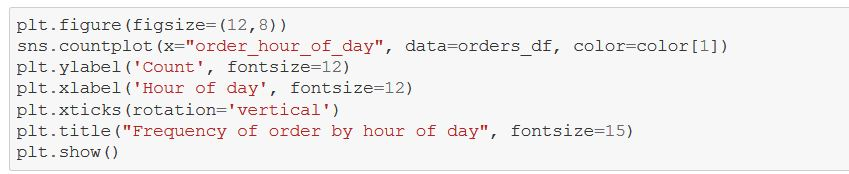 plt.figure(figsize=(12,8))
sns.countplot(x="order_hour_of_day", data=orders_df, color=color[1])
plt.ylabel('Count', fontsize=12)
plt.xlabel('Hour of day', fontsize=12)
plt.xticks(rotation='vertical')
plt.title("Frequency of order by hour of day", fontsize=15)
plt.show()